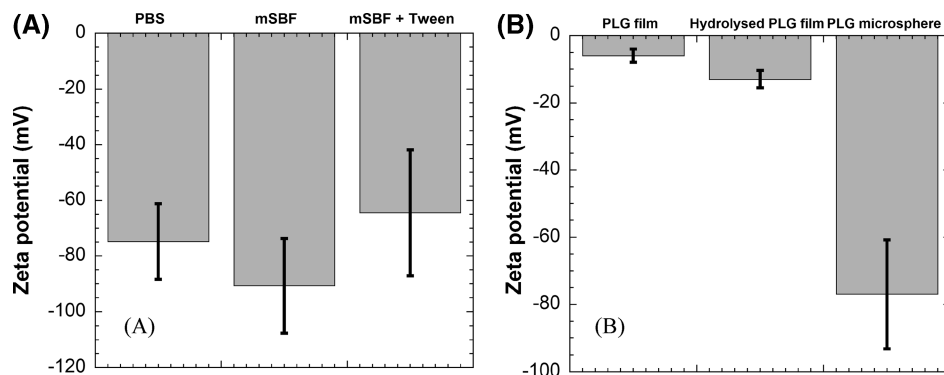 (A)
PBS mSBF mSBF + Tween
0
-20
-40
-60
-80
-100
-120
Zeta potential (mV)
(A)
(B)
PLG film Hydrolysed PLG film PLG microsphere
0
-20
-40
-60
-80
-100
Zeta potential (mV)
(B)